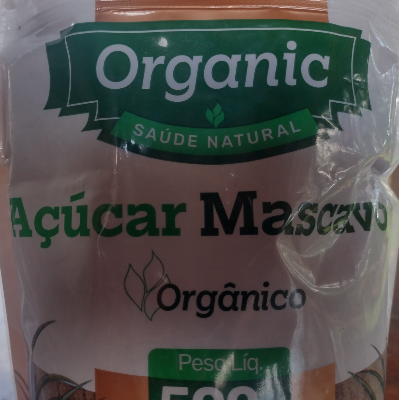 Organic
SAÚDE NATURAL
Açúcar Mascavo
Orgânico
Peso Líq.